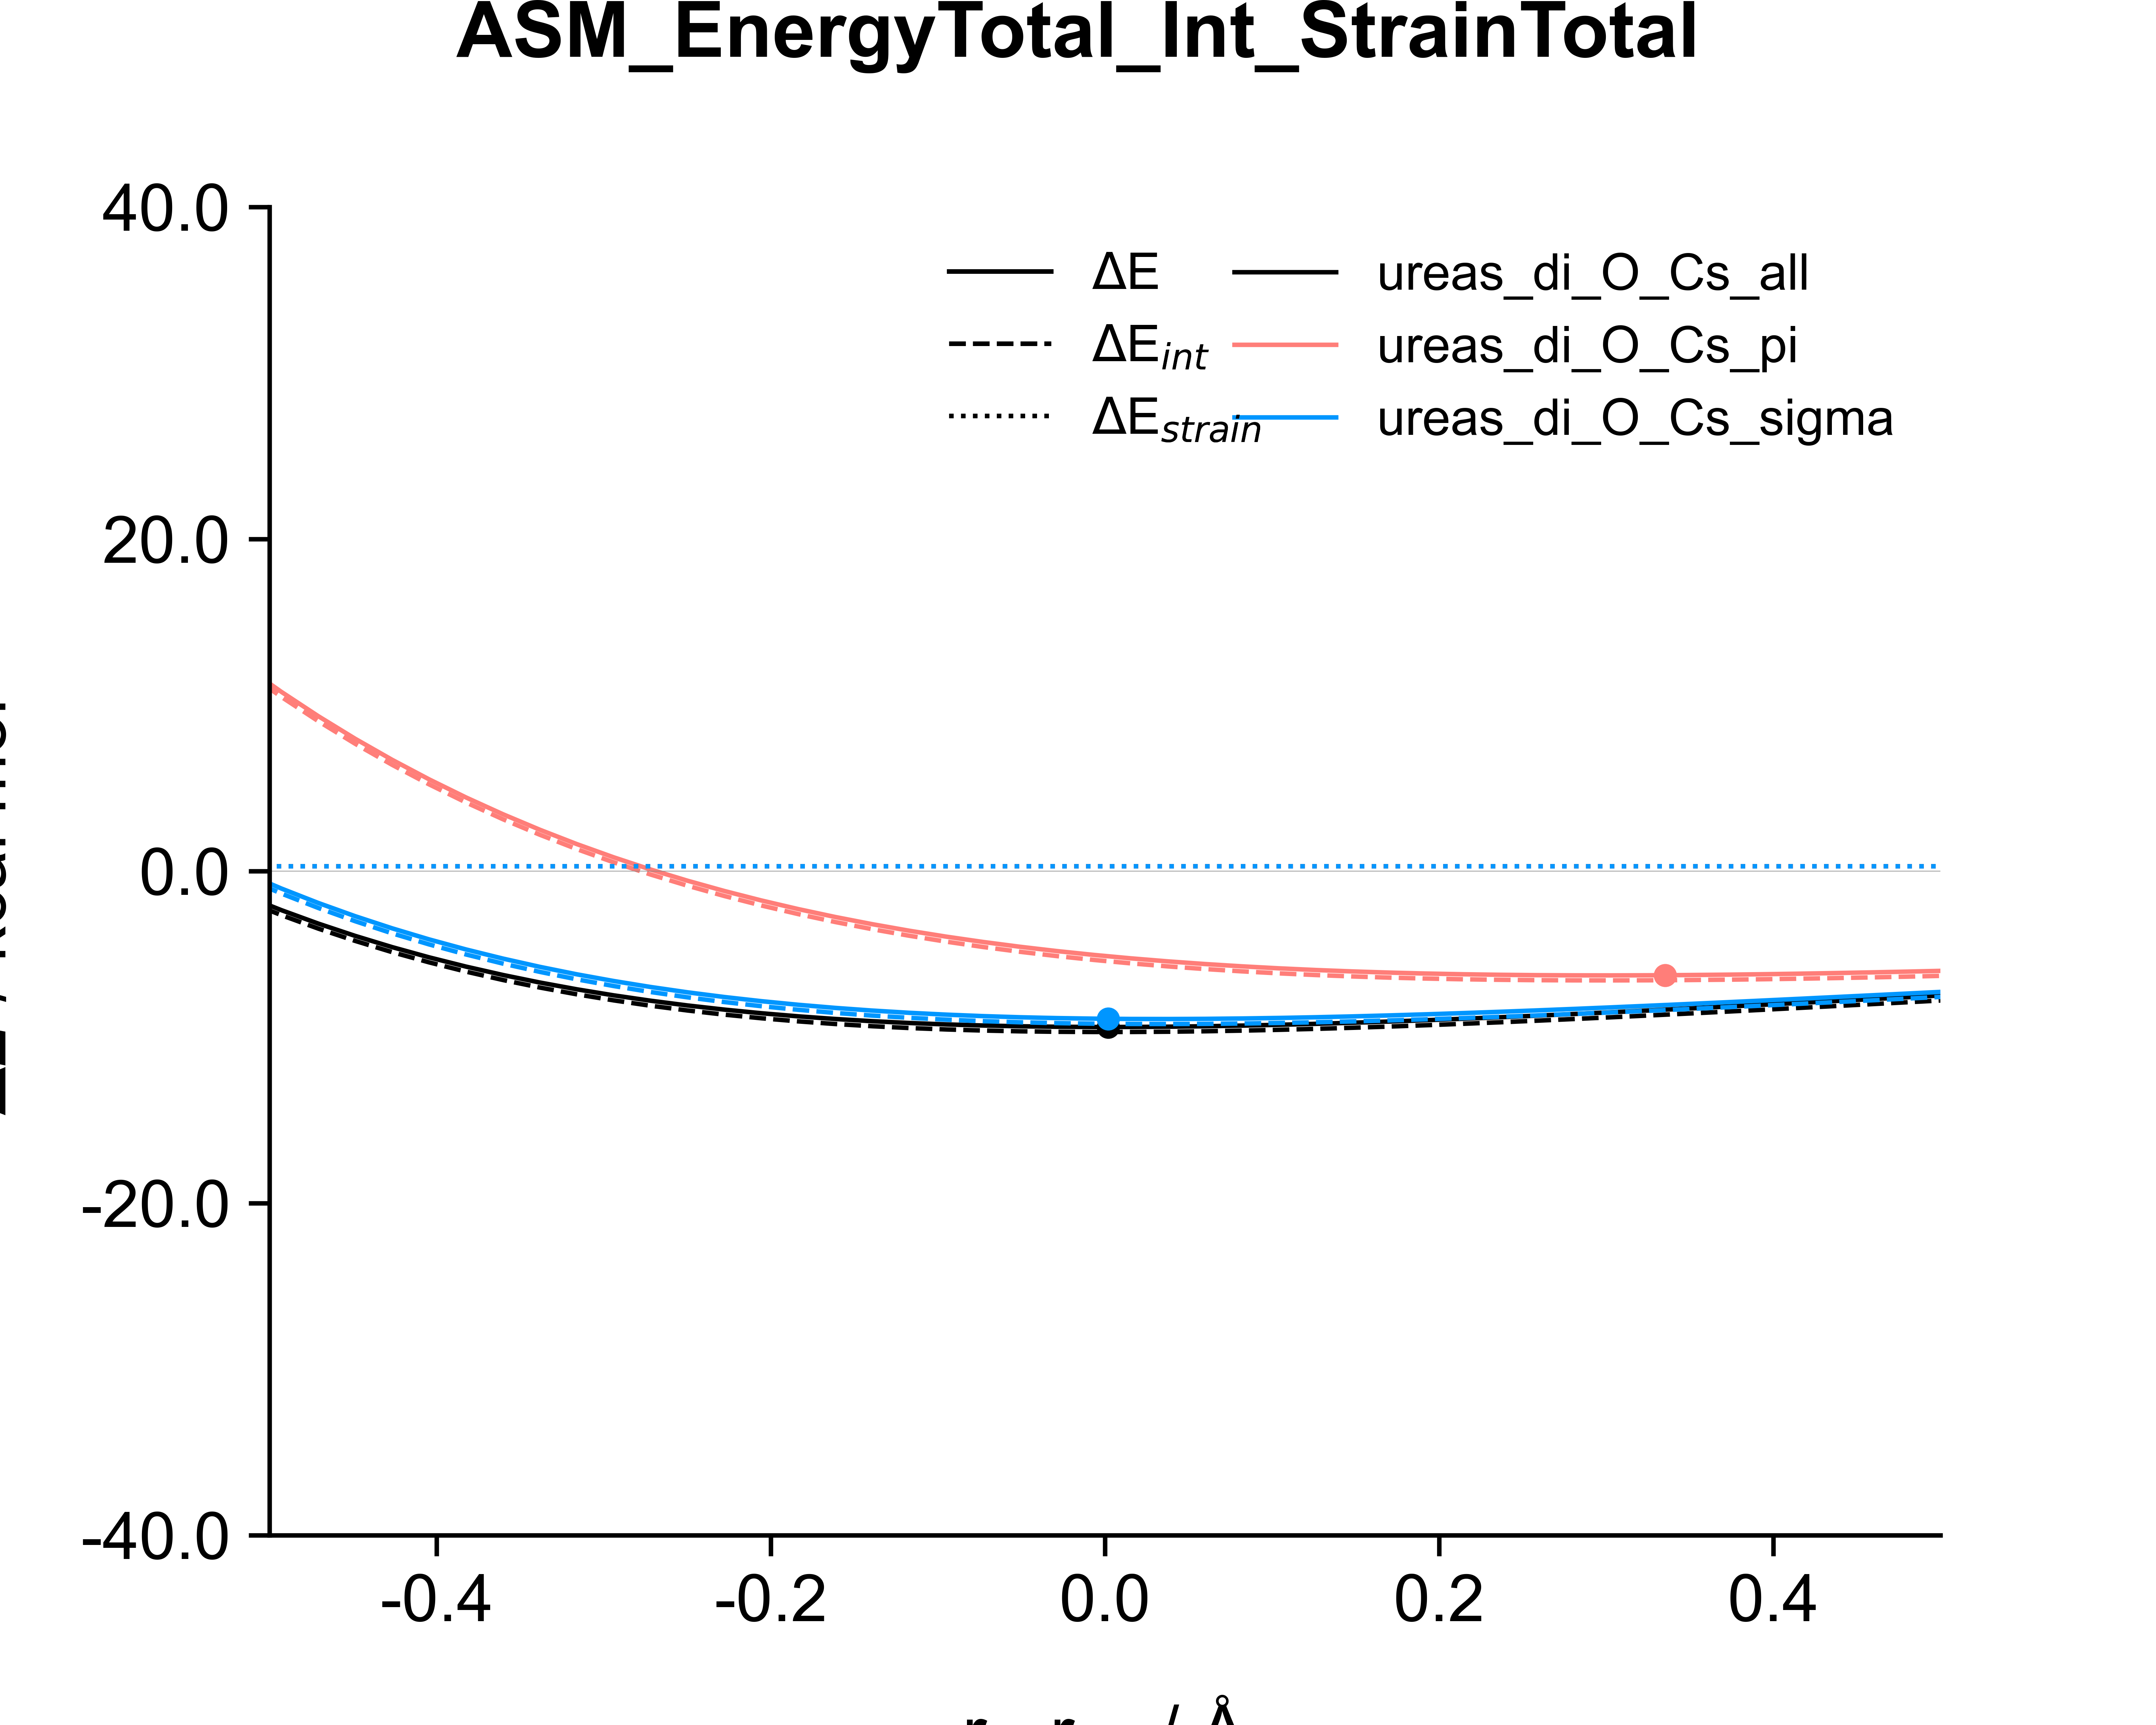 ASM_EnergyTotal_Int_StrainTotal
40.0
20.0
0.0
-20.0
-40.0
ΔE
ΔEint
ΔEstrain
ureas_di_O_Cs_all
ureas_di_O_Cs_pi
ureas_di_O_Cs_sigma
-0.4 -0.2 0.0 0.2 0.4
/ Å